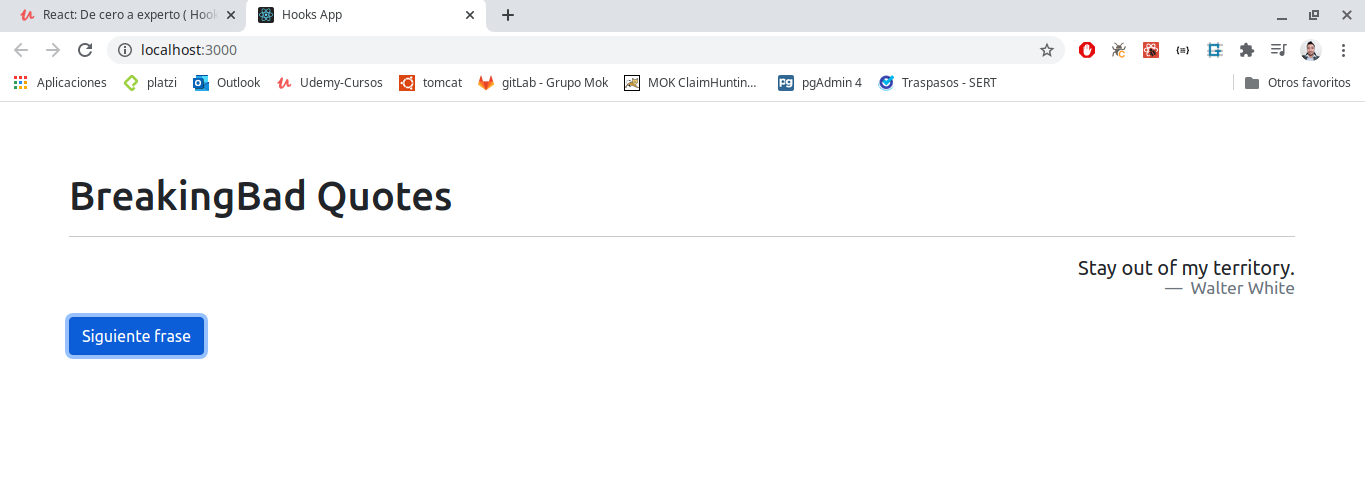 React: De cero a experto ( Hook
Hooks App
localhost:3000
Aplicaciones
platzi
Outlook
Udemy-Cursos
tomcat
gitLab - Grupo Mok
MOK ClaimHuntin...
Pg
pgAdmin 4
Traspasos - SERT
Otros favoritos
BreakingBad Quotes
Stay out of my territory.
— Walter White
Siguiente frase